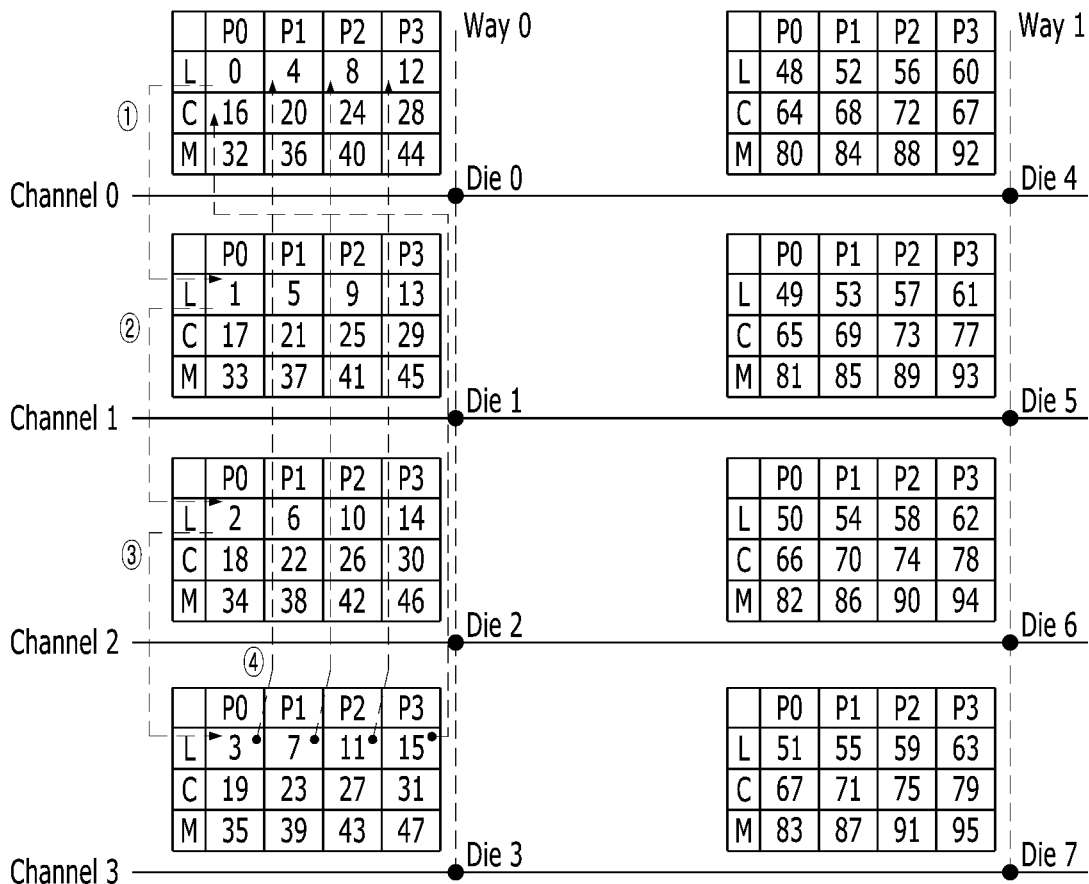 P0 P1 P2 P3 Way 0 P0 P1 P2 P3 Way 1
L 0 4 8 12 L 48 52 56 60
① C 16 20 24 28 C 64 68 72 67
M 32 36 40 44 M 80 84 88 92
Channel 0 Die 0 Die 4
P0 P1 P2 P3 P0 P1 P2 P3
L 1 5 9 13 L 49 53 57 61
② C 17 21 25 29 C 65 69 73 77
M 33 37 41 45 M 81 85 89 93
Channel 1 Die 1 Die 5
P0 P1 P2 P3 P0 P1 P2 P3
L 2 6 10 14 L 50 54 58 62
③ C 18 22 26 30 C 66 70 74 78
M 34 38 42 46 M 82 86 90 94
Channel 2 Die 2 Die 6
④
P0 P1 P2 P3 P0 P1 P2 P3
L 3 7 11 15 L 51 55 59 63
C 19 23 27 31 C 67 71 75 79
M 35 39 43 47 M 83 87 91 95
Channel 3 Die 3 Die 7